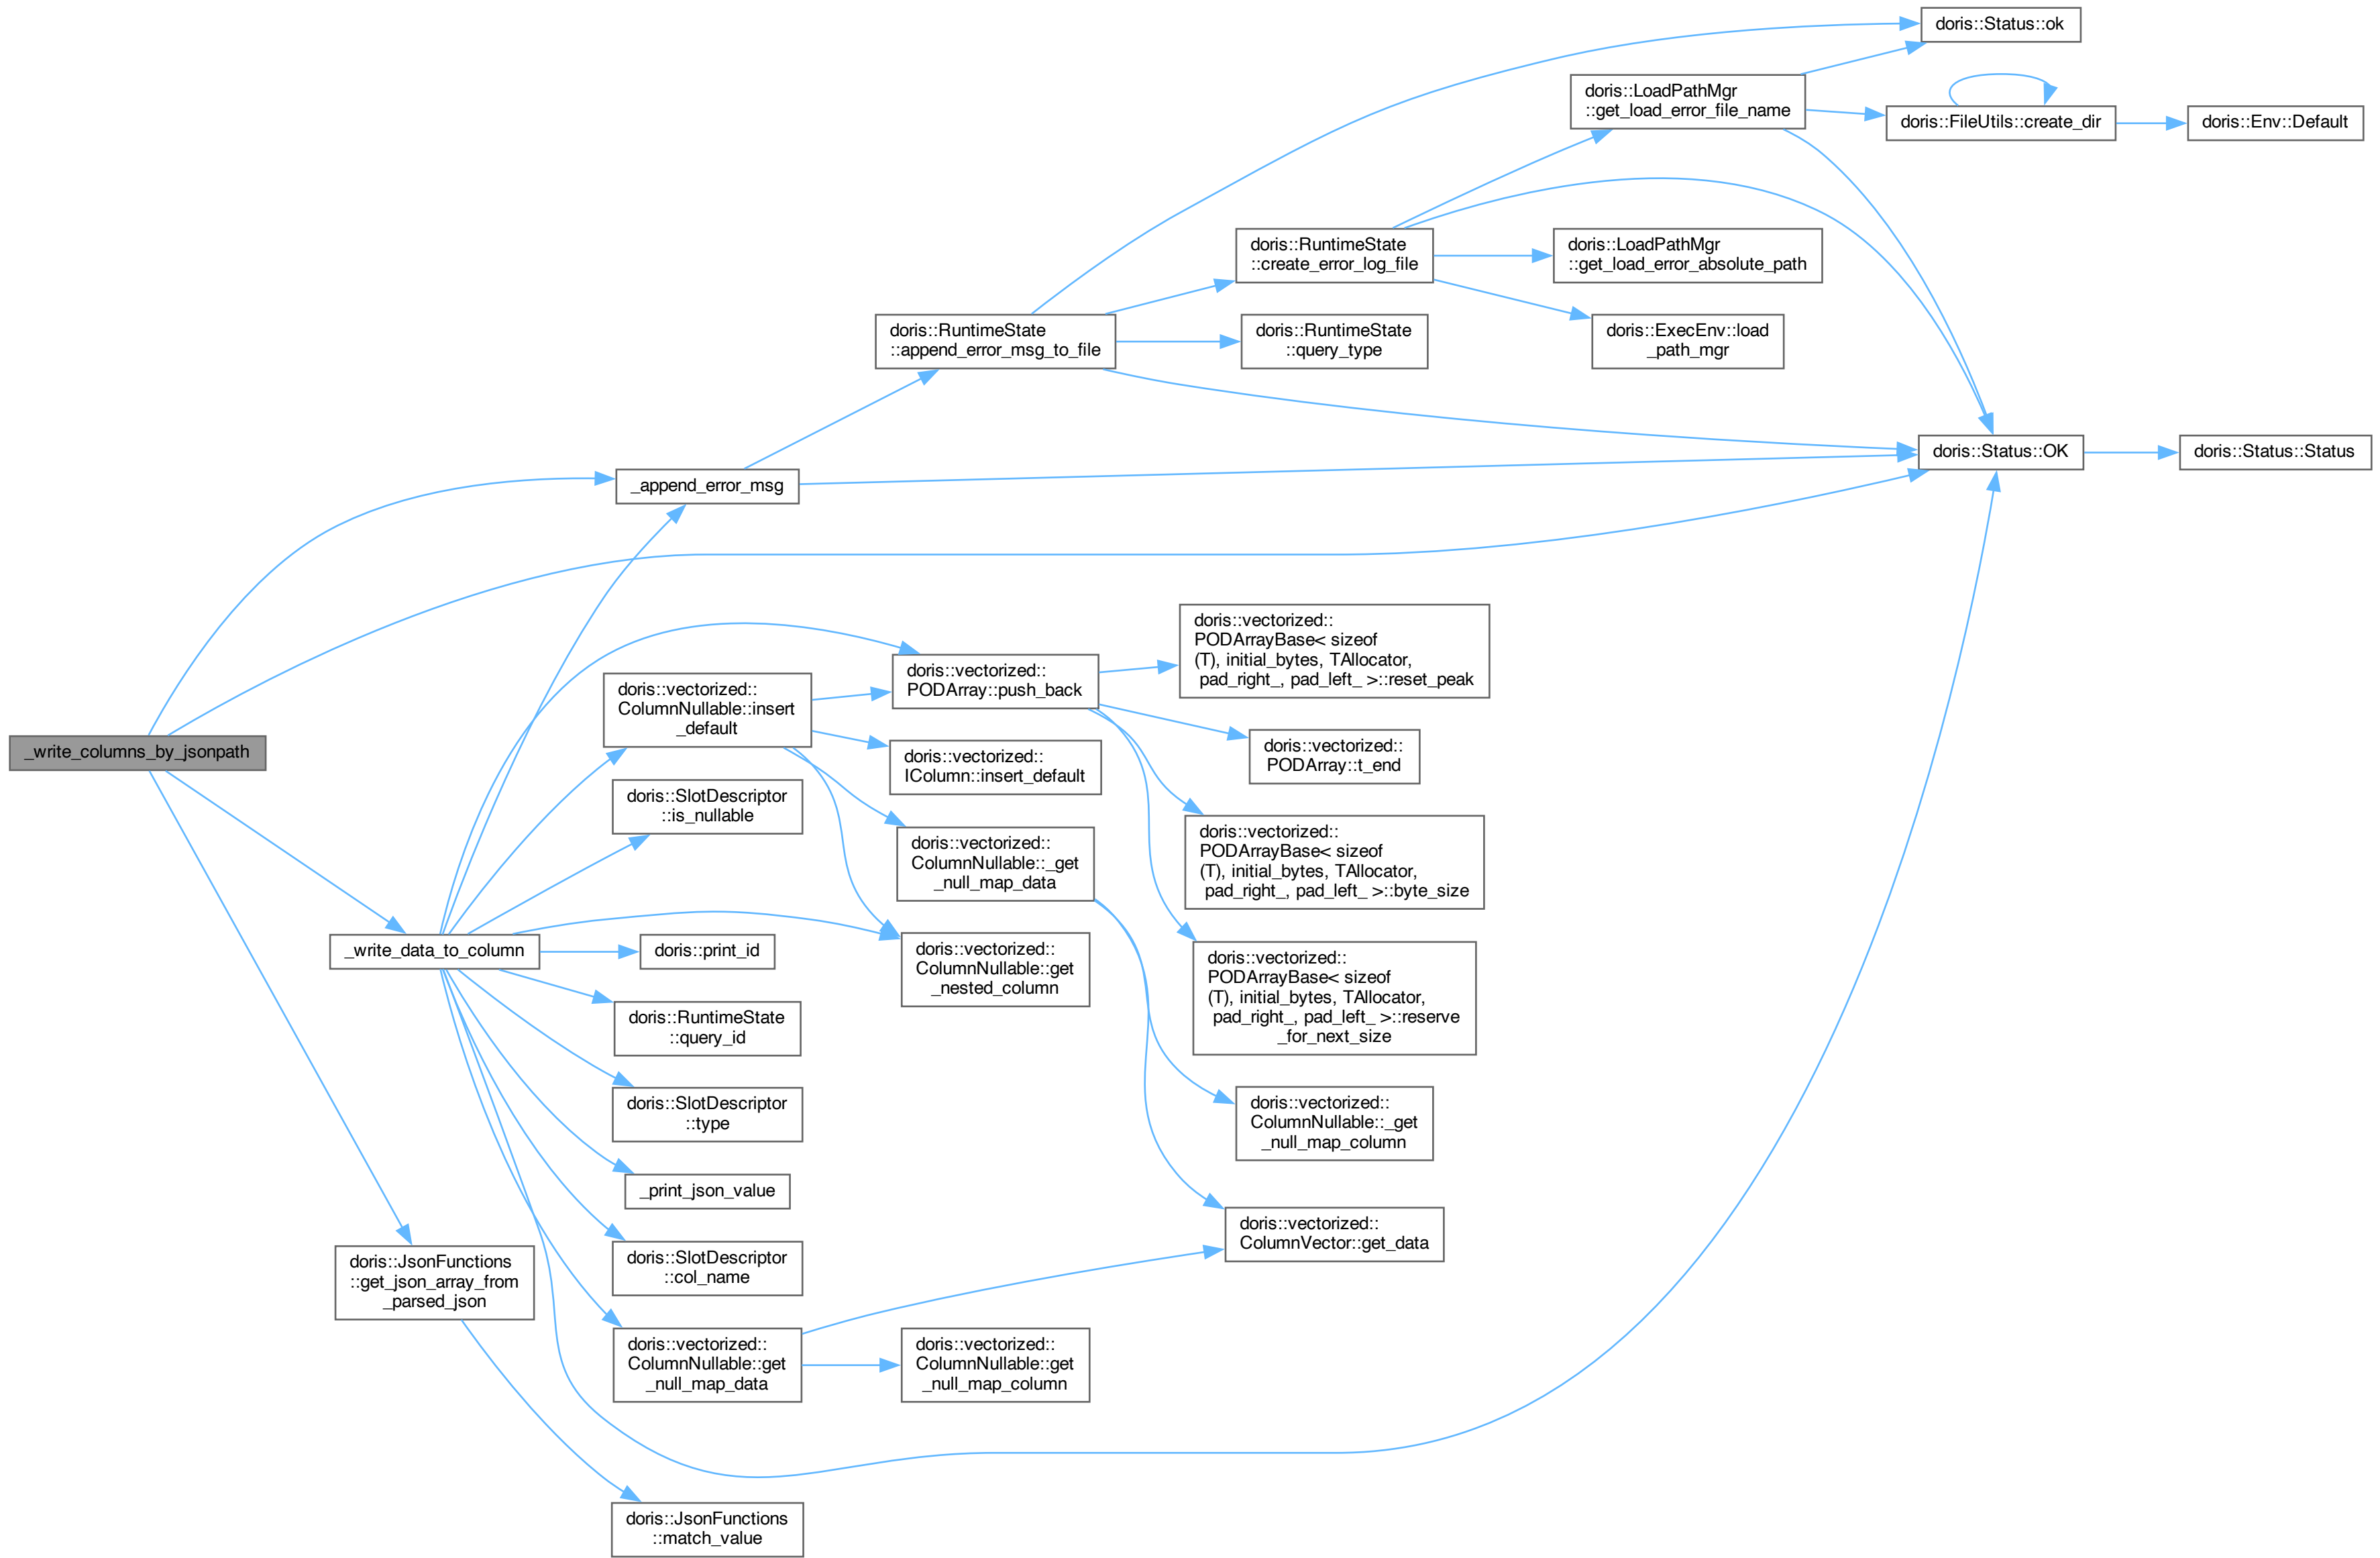 doris::Status::ok
doris::LoadPathMgr
::get_load_error_file_name
doris::FileUtils::create_dir
doris::Env::Default
doris::RuntimeState
::create_error_log_file
doris::LoadPathMgr
::get_load_error_absolute_path
doris::RuntimeState
::append_error_msg_to_file
doris::RuntimeState
::query_type
doris::ExecEnv::load
_path_mgr
doris::Status::OK
doris::Status::Status
_append_error_msg
doris::vectorized::
PODArrayBase< sizeof
(T), initial_bytes, TAllocator,
pad_right_, pad_left_ >::reset_peak
doris::vectorized::
PODArray::push_back
doris::vectorized::
ColumnNullable::insert
_default
doris::vectorized::
PODArray::t_end
_write_columns_by_jsonpath
doris::vectorized::
IColumn::insert_default
doris::SlotDescriptor
::is_nullable
doris::vectorized::
PODArrayBase< sizeof
(T), initial_bytes, TAllocator,
pad_right_, pad_left_ >::byte_size
doris::vectorized::
ColumnNullable::_get
_null_map_data
_write_data_to_column
doris::print_id
doris::vectorized::
ColumnNullable::get
_nested_column
doris::vectorized::
PODArrayBase< sizeof
(T), initial_bytes, TAllocator,
pad_right_, pad_left_ >::reserve
_for_next_size
doris::RuntimeState
::query_id
doris::SlotDescriptor
::type
doris::vectorized::
ColumnNullable::_get
_null_map_column
_print_json_value
doris::vectorized::
ColumnVector::get_data
doris::JsonFunctions
::get_json_array_from
_parsed_json
doris::SlotDescriptor
::col_name
doris::vectorized::
ColumnNullable::get
_null_map_data
doris::vectorized::
ColumnNullable::get
_null_map_column
doris::JsonFunctions
::match_value